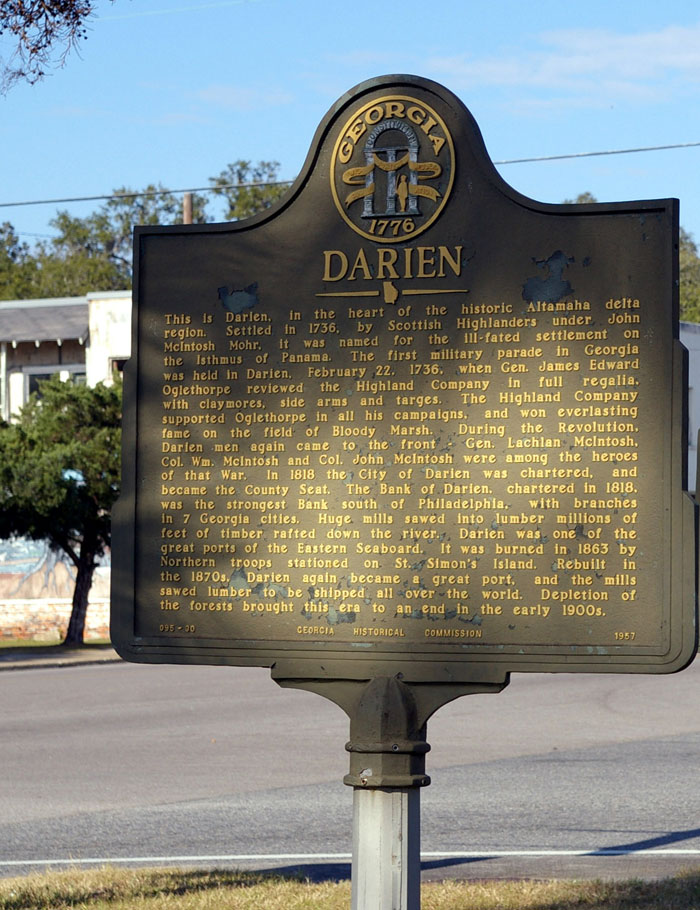 GEORGIA
CONSTITUTION
1776
DARIEN
This is Darien, in the heart of the historic Altamaha delta
region. Settled in 1736, by Scottish Highlanders under John
McIntosh Mohr, it was named for the ill-fated settlement on
the Isthmus of Panama. The first military parade in Georgia
was held in Darien, February 22, 1736, when Gen. James Edward
Oglethorpe reviewed the Highland Company in full regalia,
with claymores, side arms and targes. The Highland Company
supported Oglethorpe in all his campaigns, and won everlasting
fame on the field of Bloody Marsh. During the Revolution,
Darien men again came to the front - Gen. Lachlan McIntosh,
Col. Wm. McIntosh and Col. John McIntosh were among the heroes
of that War. In 1818 the City of Darien was chartered, and
became the County Seat. The Bank of Darien, chartered in 1818,
was the strongest Bank south of Philadelphia, with branches
in 7 Georgia cities. Huge mills sawed into lumber millions of
feet of timber rafted down the river. Darien was one of the
great ports of the Eastern Seaboard. It was burned in 1863 by
Northern troops stationed on St. Simon's Island. Rebuilt in
the 1870s, Darien again became a great port, and the mills
sawed lumber to be shipped all over the world. Depletion of
the forests brought this era to an end in the early 1900s.
095-20 GEORGIA HISTORICAL COMMISSION 1957